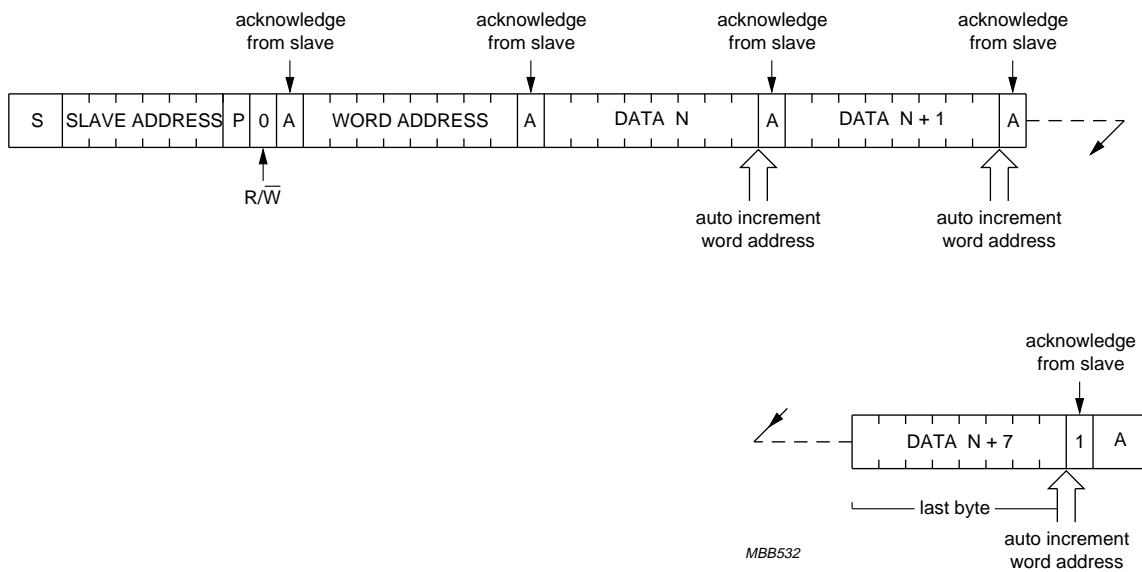 acknowledge
from slave
acknowledge
from slave
acknowledge
from slave
acknowledge
from slave
S SLAVE ADDRESS P 0 A WORD ADDRESS A DATA N A DATA N + 1 A
R/W̅
auto increment
word address
auto increment
word address
acknowledge
from slave
DATA N + 7 1 A
last byte
auto increment
word address
MBB532